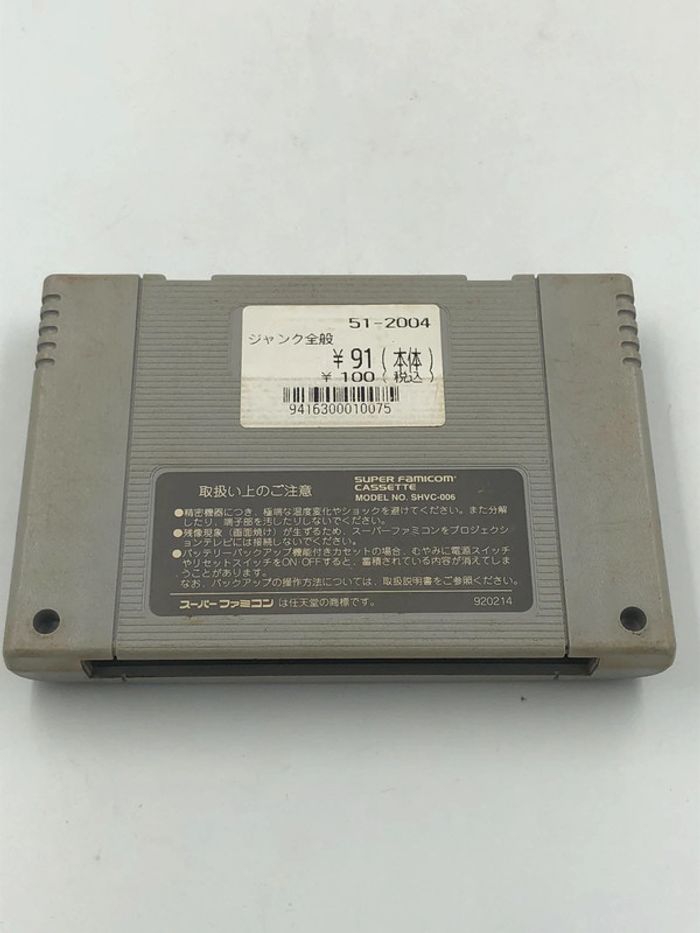 51-2004
ジャンク全般
¥ 91 (本体)
¥ 100 (税込)
9416300010075
取扱い上のご注意
SUPER FAMICOM
CASSETTE
MODEL NO. SHVC-006
●精密機器につき、極端な温度変化やショックを避けてください。また分解
したり、端子部を汚したりしないでください。
●残像現象(画面焼け)が生ずるため、スーパーファミコンをプロジェクシ
ョンテレビには接続しないでください。
●バッテリーバックアップ機能付きカセットの場合、むやみに電源スイッチ
やリセットスイッチをON・OFFすると、蓄積されている内容が消えてしま
うことがあります。
なお、バックアップの操作方法については、取扱説明書をご参照ください。
スーパーファミコン は任天堂の商標です。
920214